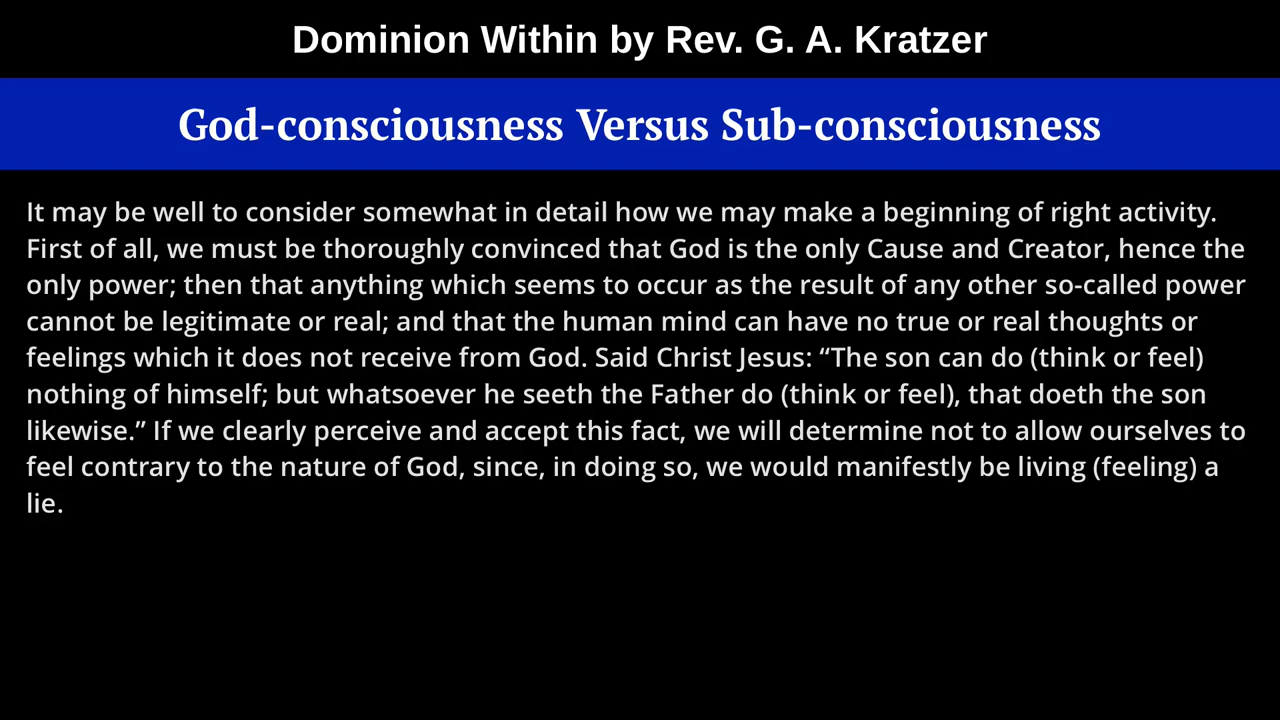 Dominion Within by Rev. G. A. Kratzer
God-consciousness Versus Sub-consciousness
It may be well to consider somewhat in detail how we may make a beginning of right activity.
First of all, we must be thoroughly convinced that God is the only Cause and Creator, hence the
only power; then that anything which seems to occur as the result of any other so-called power
cannot be legitimate or real; and that the human mind can have no true or real thoughts or
feelings which it does not receive from God. Said Christ Jesus: “The son can do (think or feel)
nothing of himself; but whatsoever he seeth the Father do (think or feel), that doeth the son
likewise.” If we clearly perceive and accept this fact, we will determine not to allow ourselves to
feel contrary to the nature of God, since, in doing so, we would manifestly be living (feeling) a
lie.